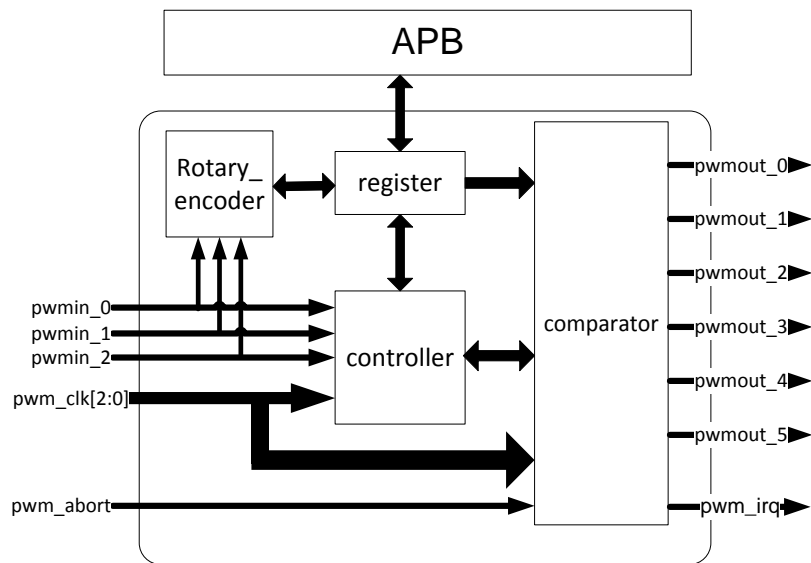 APB
Rotary_
encoder
register
pwmout_0
pwmout_1
pwmout_2
pwmin_0
pwmin_1
pwmin_2
controller
comparator
pwmout_3
pwmout_4
pwm_clk[2:0]
pwmout_5
pwm_abort
pwm_irq